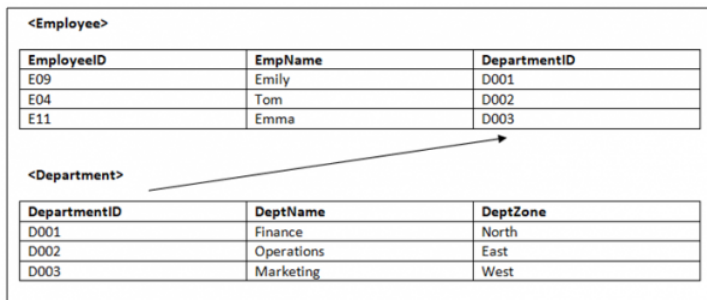 <Employee>
EmployeeID EmpName DepartmentID
E09 Emily D001
E04 Tom D002
E11 Emma D003
<Department>
DepartmentID DeptName DeptZone
D001 Finance North
D002 Operations East
D003 Marketing West